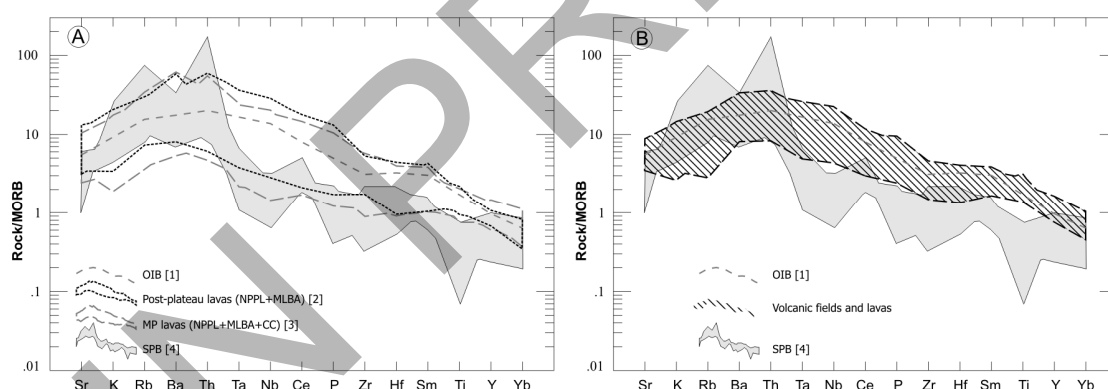 A
B
100
10
1
.1
.01
Rock/MORB
OIB [1]
Post-plateau lavas (NPPL+MLBA) [2]
MP lavas (NPPL+MLBA+CC) [3]
SPB [4]
Sr K Rb Ba Th Ta Nb Ce P Zr Hf Sm Ti Y Yb
100
10
1
.1
.01
Rock/MORB
OIB [1]
Volcanic fields and lavas
SPB [4]
Sr K Rb Ba Th Ta Nb Ce P Zr Hf Sm Ti Y Yb
IN PR